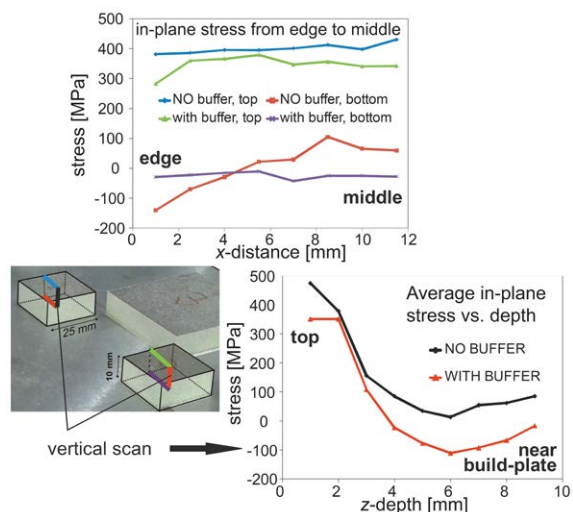 in-plane stress from edge to middle
500
400
300
200
100
0
-100
-200
stress [MPa]
NO buffer, top
NO buffer, bottom
with buffer, top
with buffer, bottom
edge
middle
0
2
4
6
8
10
12
x-distance [mm]
25 mm
10 mm
vertical scan
500
400
300
200
100
0
-100
-200
stress [MPa]
Average in-plane
stress vs. depth
NO BUFFER
WITH BUFFER
top
near
build-plate
0
2
4
6
8
10
z-depth [mm]